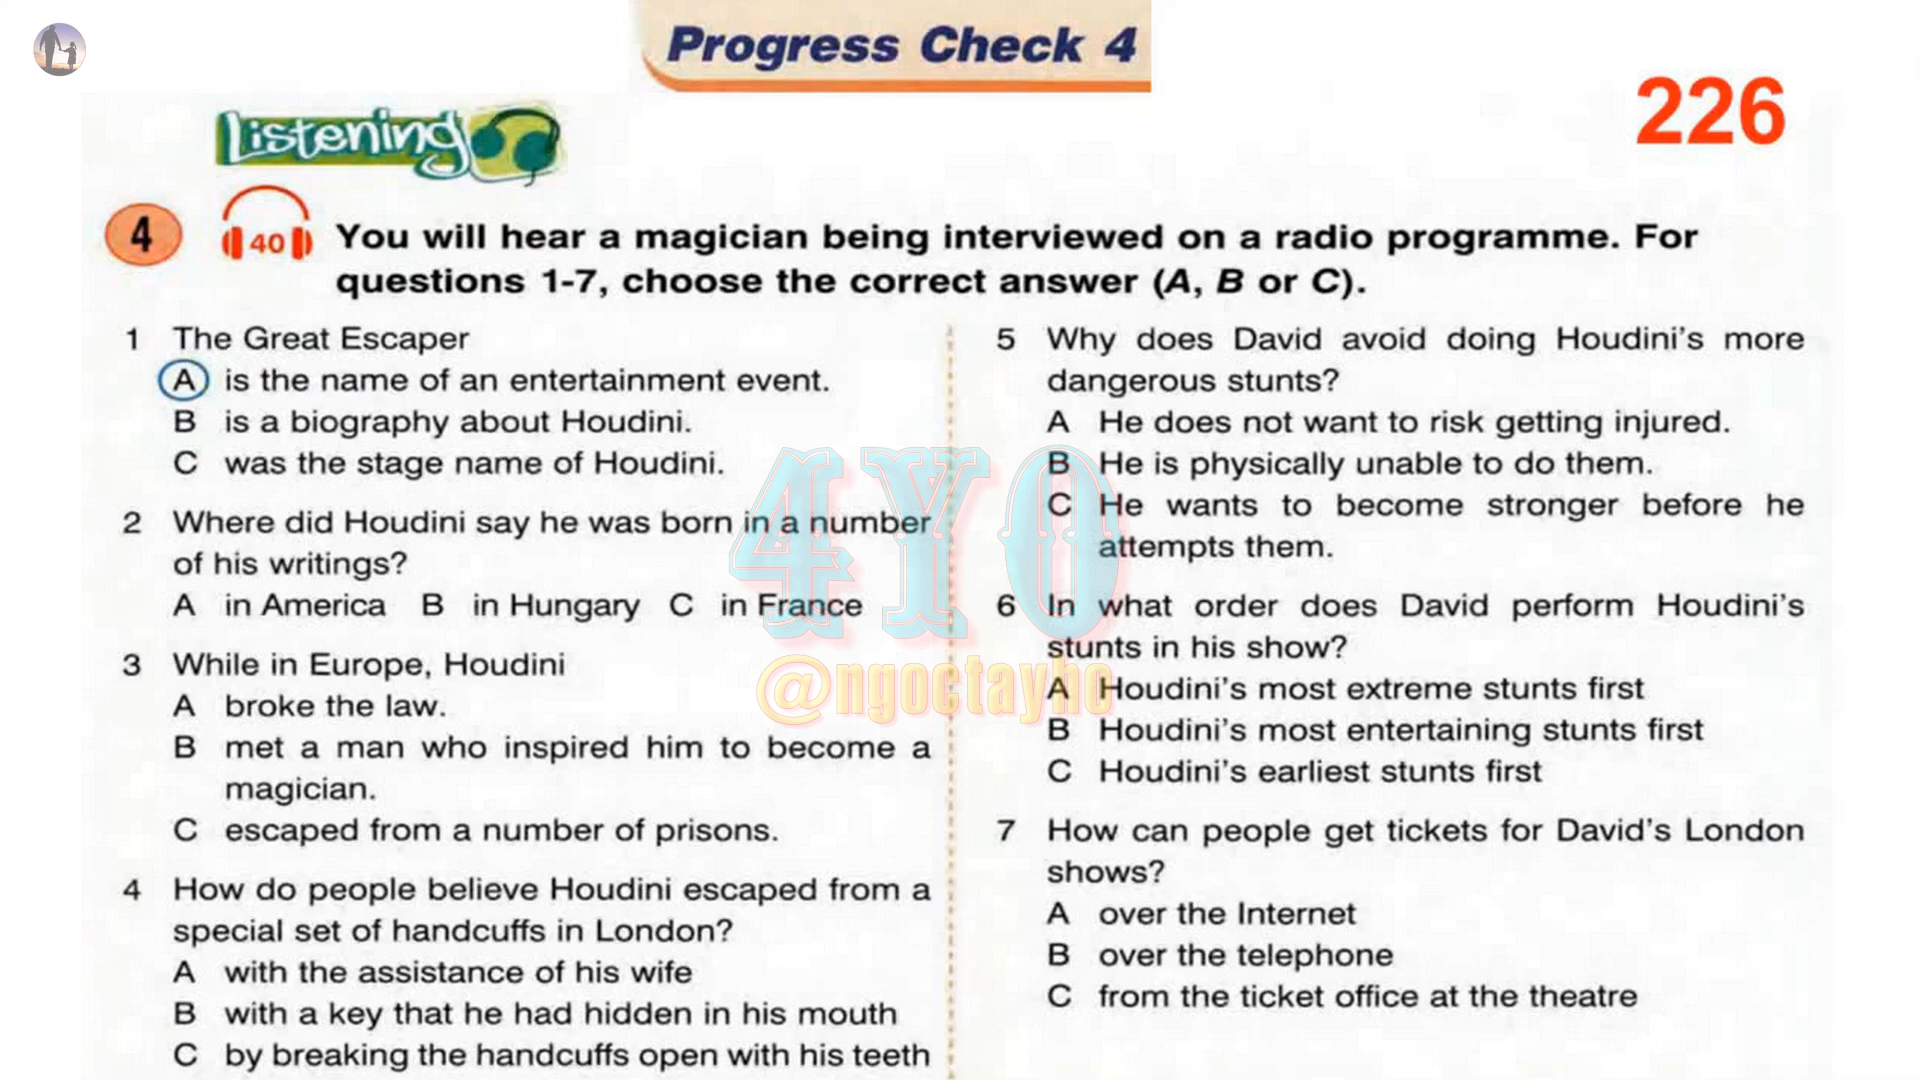 Progress Check 4
226
Listening
4 40 You will hear a magician being interviewed on a radio programme. For
questions 1-7, choose the correct answer (A, B or C).
1 The Great Escaper
A is the name of an entertainment event.
B is a biography about Houdini.
C was the stage name of Houdini.
2 Where did Houdini say he was born in a number
of his writings?
A in America B in Hungary C in France
3 While in Europe, Houdini
A broke the law.
B met a man who inspired him to become a
magician.
C escaped from a number of prisons.
4 How do people believe Houdini escaped from a
special set of handcuffs in London?
A with the assistance of his wife
B with a key that he had hidden in his mouth
C by breaking the handcuffs open with his teeth
5 Why does David avoid doing Houdini's more
dangerous stunts?
A He does not want to risk getting injured.
B He is physically unable to do them.
C He wants to become stronger before he
attempts them.
6 In what order does David perform Houdini's
stunts in his show?
A Houdini's most extreme stunts first
B Houdini's most entertaining stunts first
C Houdini's earliest stunts first
7 How can people get tickets for David's London
shows?
A over the Internet
B over the telephone
C from the ticket office at the theatre
4YO
@ngoctayhc